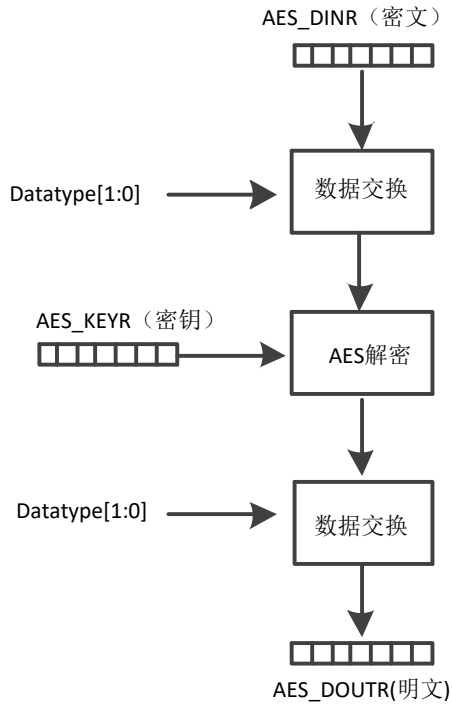 AES_DINR（密文）
数据交换
Datatype[1:0]
AES_KEYR（密钥）
AES解密
Datatype[1:0]
数据交换
AES_DOUTR(明文)